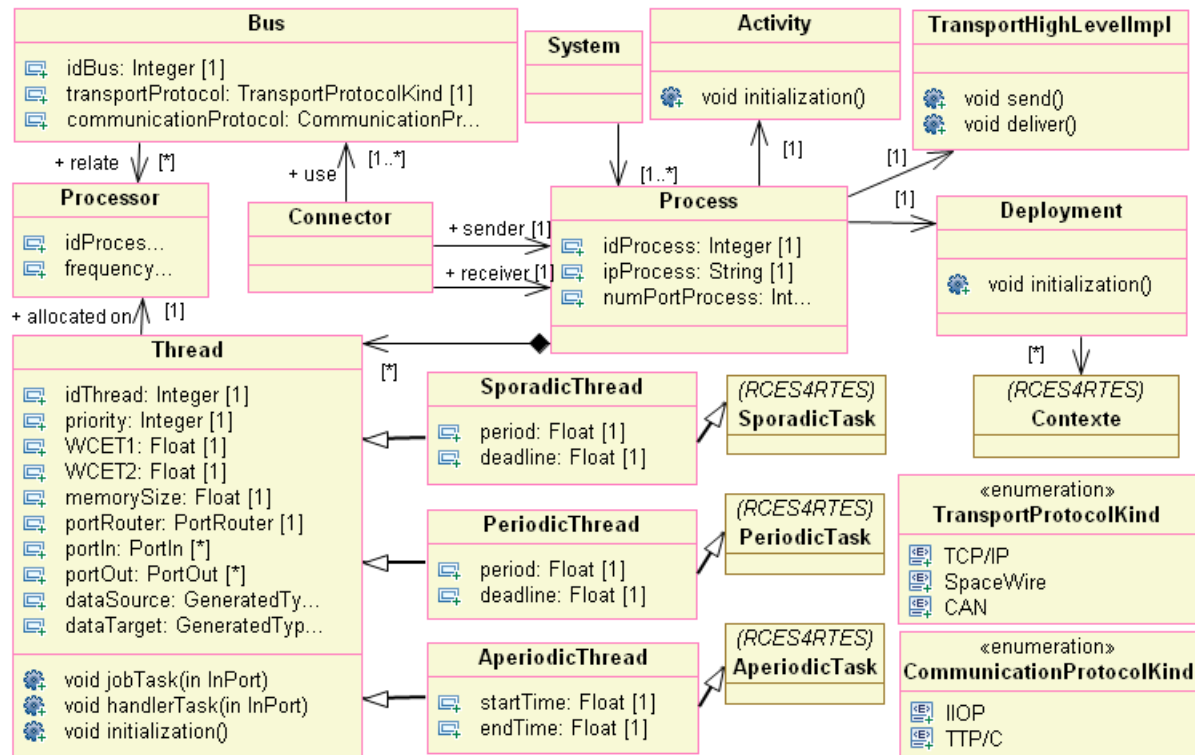 Bus
idBus: Integer [1]
transportProtocol: TransportProtocolKind [1]
communicationProtocol: CommunicationPr...
System
Activity
void initialization()
TransportHighLevelImpl
void send()
void deliver()
+ relate
[*]
+ use
[1..*]
[1..*]
[1]
[1]
[1]
Processor
idProces...
frequency...
Connector
+ sender [1]
+ receiver [1]
Process
idProcess: Integer [1]
ipProcess: String [1]
numPortProcess: Int...
Deployment
void initialization()
[*]
+ allocated on
[1]
[*]
Thread
idThread: Integer [1]
priority: Integer [1]
WCET1: Float [1]
WCET2: Float [1]
memorySize: Float [1]
portRouter: PortRouter [1]
portIn: PortIn [*]
portOut: PortOut [*]
dataSource: GeneratedTy...
dataTarget: GeneratedTyp...
void jobTask(in InPort)
void handlerTask(in InPort)
void initialization()
SporadicThread
period: Float [1]
deadline: Float [1]
(RCES4RTES)
SporadicTask
(RCES4RTES)
Contexte
PeriodicThread
period: Float [1]
deadline: Float [1]
(RCES4RTES)
PeriodicTask
«enumeration»
TransportProtocolKind
TCP/IP
SpaceWire
CAN
AperiodicThread
startTime: Float [1]
endTime: Float [1]
(RCES4RTES)
AperiodicTask
«enumeration»
CommunicationProtocolKind
IIOP
TTP/C